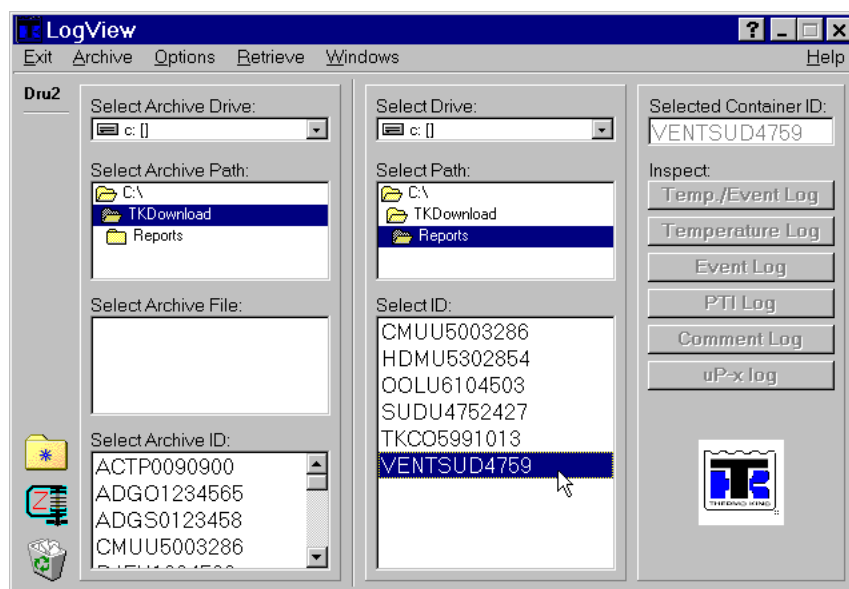 LogView
Exit Archive Options Retrieve Windows Help
Dru2
Select Archive Drive:
c: []
Select Archive Path:
C:\
TKDownload
Reports
Select Archive File:
Select Archive ID:
ACTP0090900
ADGO1234565
ADGS0123458
CMUU5003286
Select Drive:
c: []
Select Path:
C:\
TKDownload
Reports
Select ID:
CMUU5003286
HDMU5302854
OOLU6104503
SUDU4752427
TKCO5991013
VENTSUD4759
Selected Container ID:
VENTSUD4759
Inspect:
Temp./Event Log
Temperature Log
Event Log
PTI Log
Comment Log
uP-x log
THERMO KING